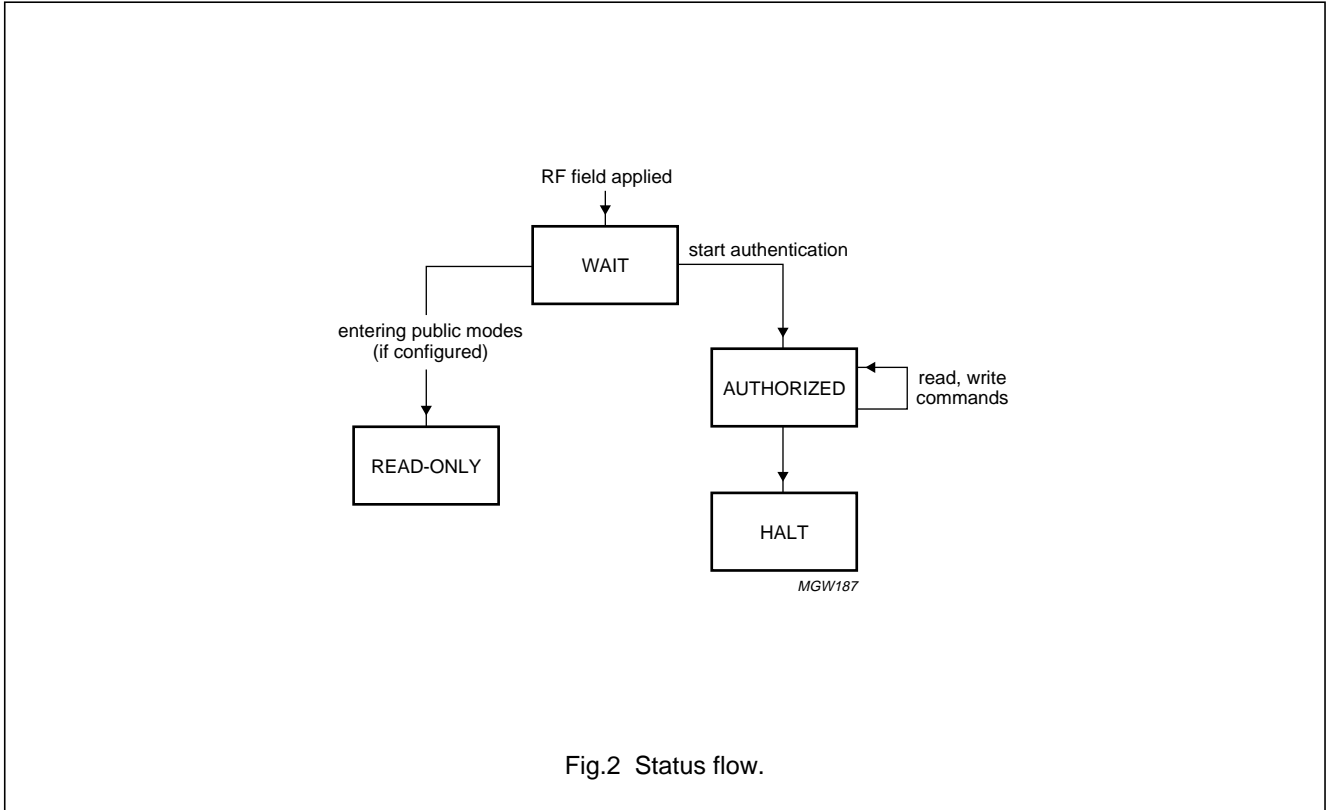 RF field applied
WAIT
start authentication
entering public modes
(if configured)
AUTHORIZED
read, write
commands
READ-ONLY
HALT
MGW187
Fig.2 Status flow.